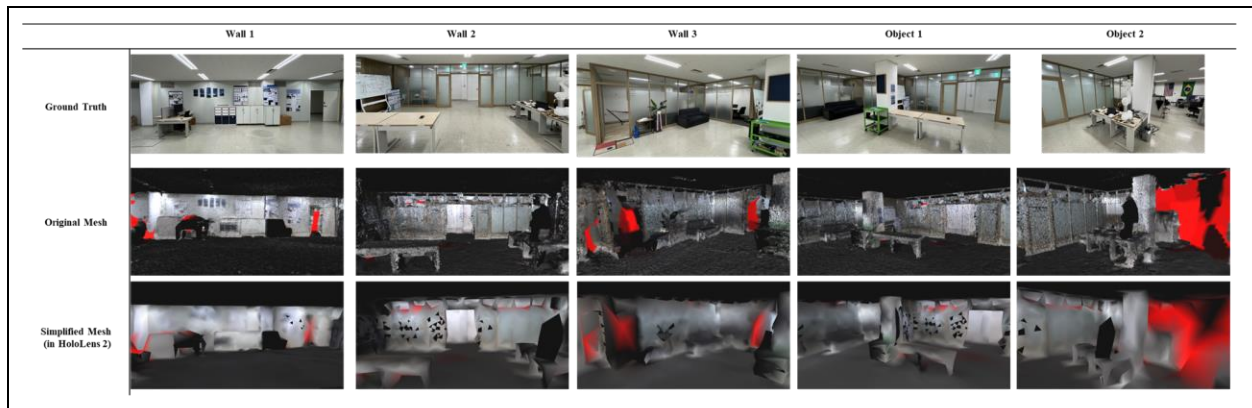 Wall 1
Wall 2
Wall 3
Object 1
Object 2
Ground Truth
Original Mesh
Simplified Mesh
(in HoloLens 2)